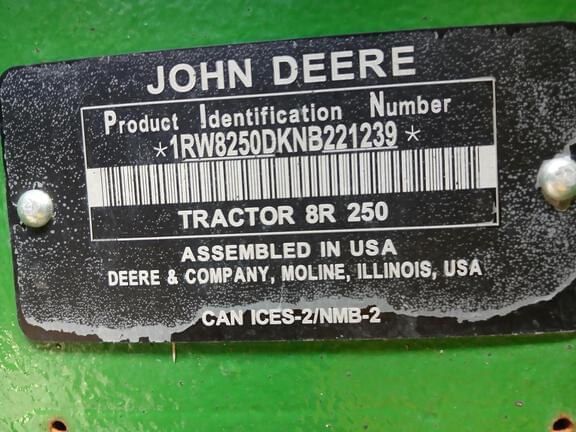 JOHN DEERE
Product Identification Number
*1RW8250DKNB221239*
TRACTOR 8R 250
ASSEMBLED IN USA
DEERE & COMPANY, MOLINE, ILLINOIS, USA
CAN ICES-2/NMB-2